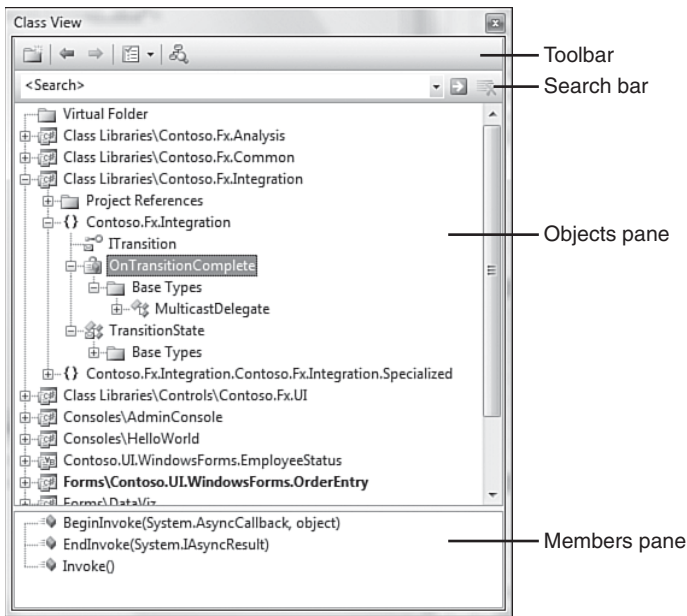 Class View
Toolbar
<Search>
Search bar
Virtual Folder
Class Libraries\Contoso.Fx.Analysis
Class Libraries\Contoso.Fx.Common
Class Libraries\Contoso.Fx.Integration
Project References
{} Contoso.Fx.Integration
Objects pane
ITransition
OnTransitionComplete
Base Types
MulticastDelegate
TransitionState
Base Types
{} Contoso.Fx.Integration.Contoso.Fx.Integration.Specialized
Class Libraries\Controls\Contoso.Fx.UI
Consoles\AdminConsole
Consoles\HelloWorld
Contoso.UI.WindowsForms.EmployeeStatus
Forms\Contoso.UI.WindowsForms.OrderEntry
Forms\DataViz
BeginInvoke(System.AsyncCallback, object)
EndInvoke(System.IAsyncResult)
Members pane
Invoke()